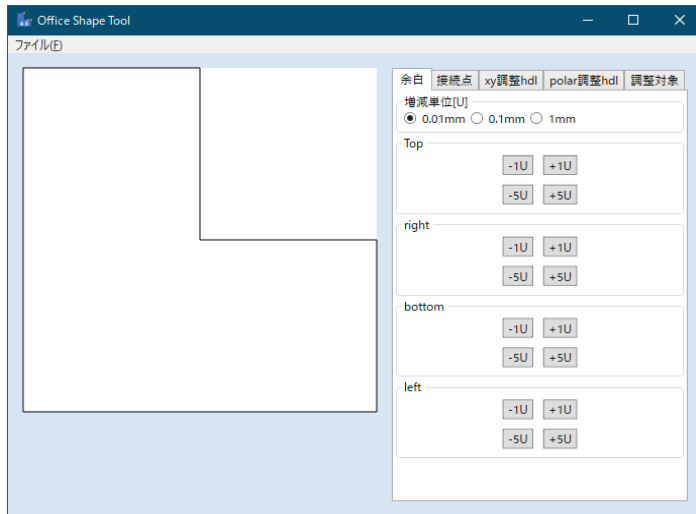 Office Shape Tool
ファイル(F)
余白 接続点 xy調整hdl polar調整hdl 調整対象
増減単位[U]
0.01mm 0.1mm 1mm
Top
-1U +1U
-5U +5U
right
-1U +1U
-5U +5U
bottom
-1U +1U
-5U +5U
left
-1U +1U
-5U +5U